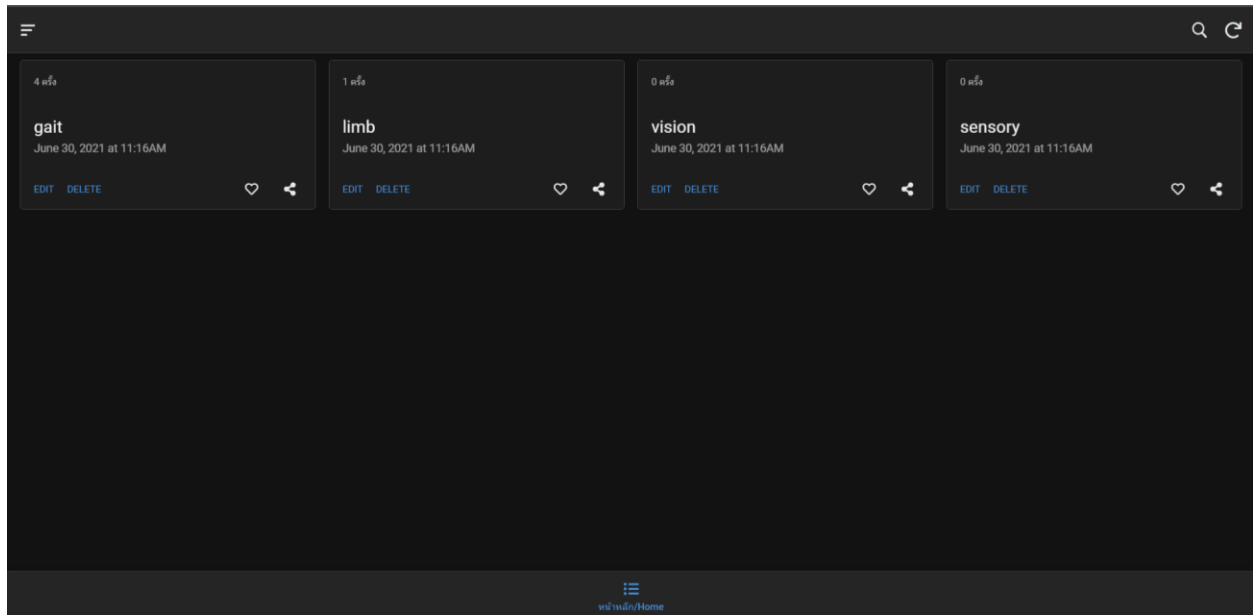 4 ครั้ง
gait
June 30, 2021 at 11:16AM
EDIT DELETE
1 ครั้ง
limb
June 30, 2021 at 11:16AM
EDIT DELETE
0 ครั้ง
vision
June 30, 2021 at 11:16AM
EDIT DELETE
0 ครั้ง
sensory
June 30, 2021 at 11:16AM
EDIT DELETE
หน้าหลัก/Home